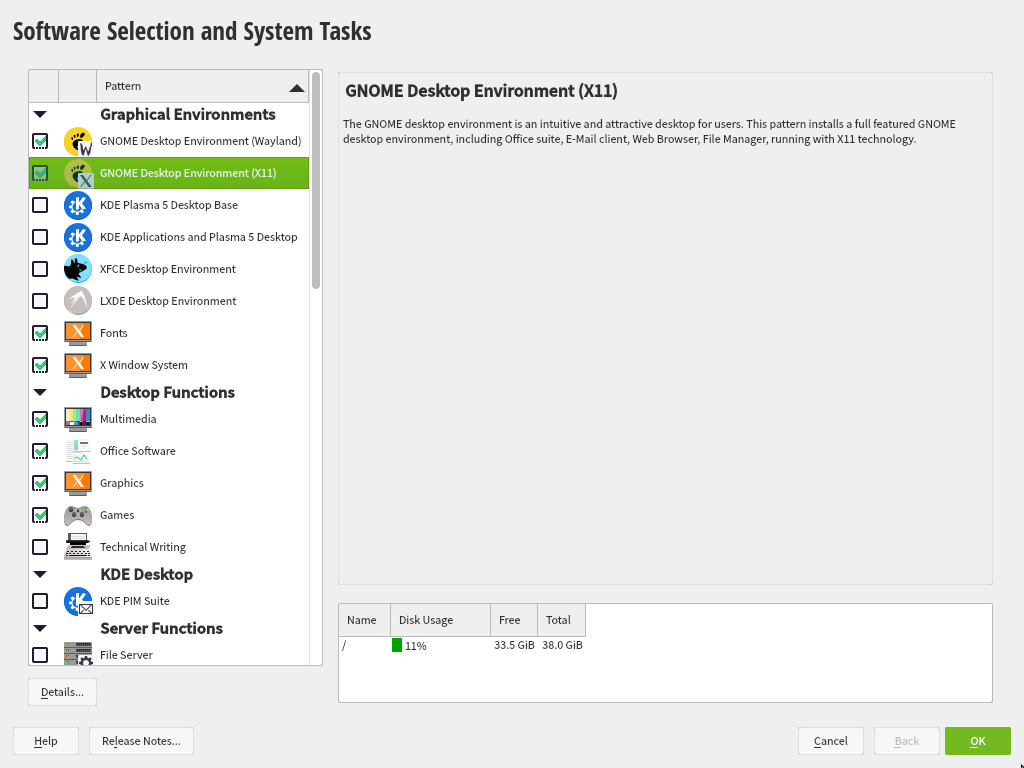 Software Selection and System Tasks
Pattern
Graphical Environments
GNOME Desktop Environment (Wayland)
GNOME Desktop Environment (X11)
KDE Plasma 5 Desktop Base
KDE Applications and Plasma 5 Desktop
XFCE Desktop Environment
LXDE Desktop Environment
Fonts
X Window System
Desktop Functions
Multimedia
Office Software
Graphics
Games
Technical Writing
KDE Desktop
KDE PIM Suite
Server Functions
File Server
Details...
GNOME Desktop Environment (X11)
The GNOME desktop environment is an intuitive and attractive desktop for users. This pattern installs a full featured GNOME
desktop environment, including Office suite, E-Mail client, Web Browser, File Manager, running with X11 technology.
Name Disk Usage Free Total
/ 11% 33.5 GiB 38.0 GiB
Help Release Notes... Cancel Back OK